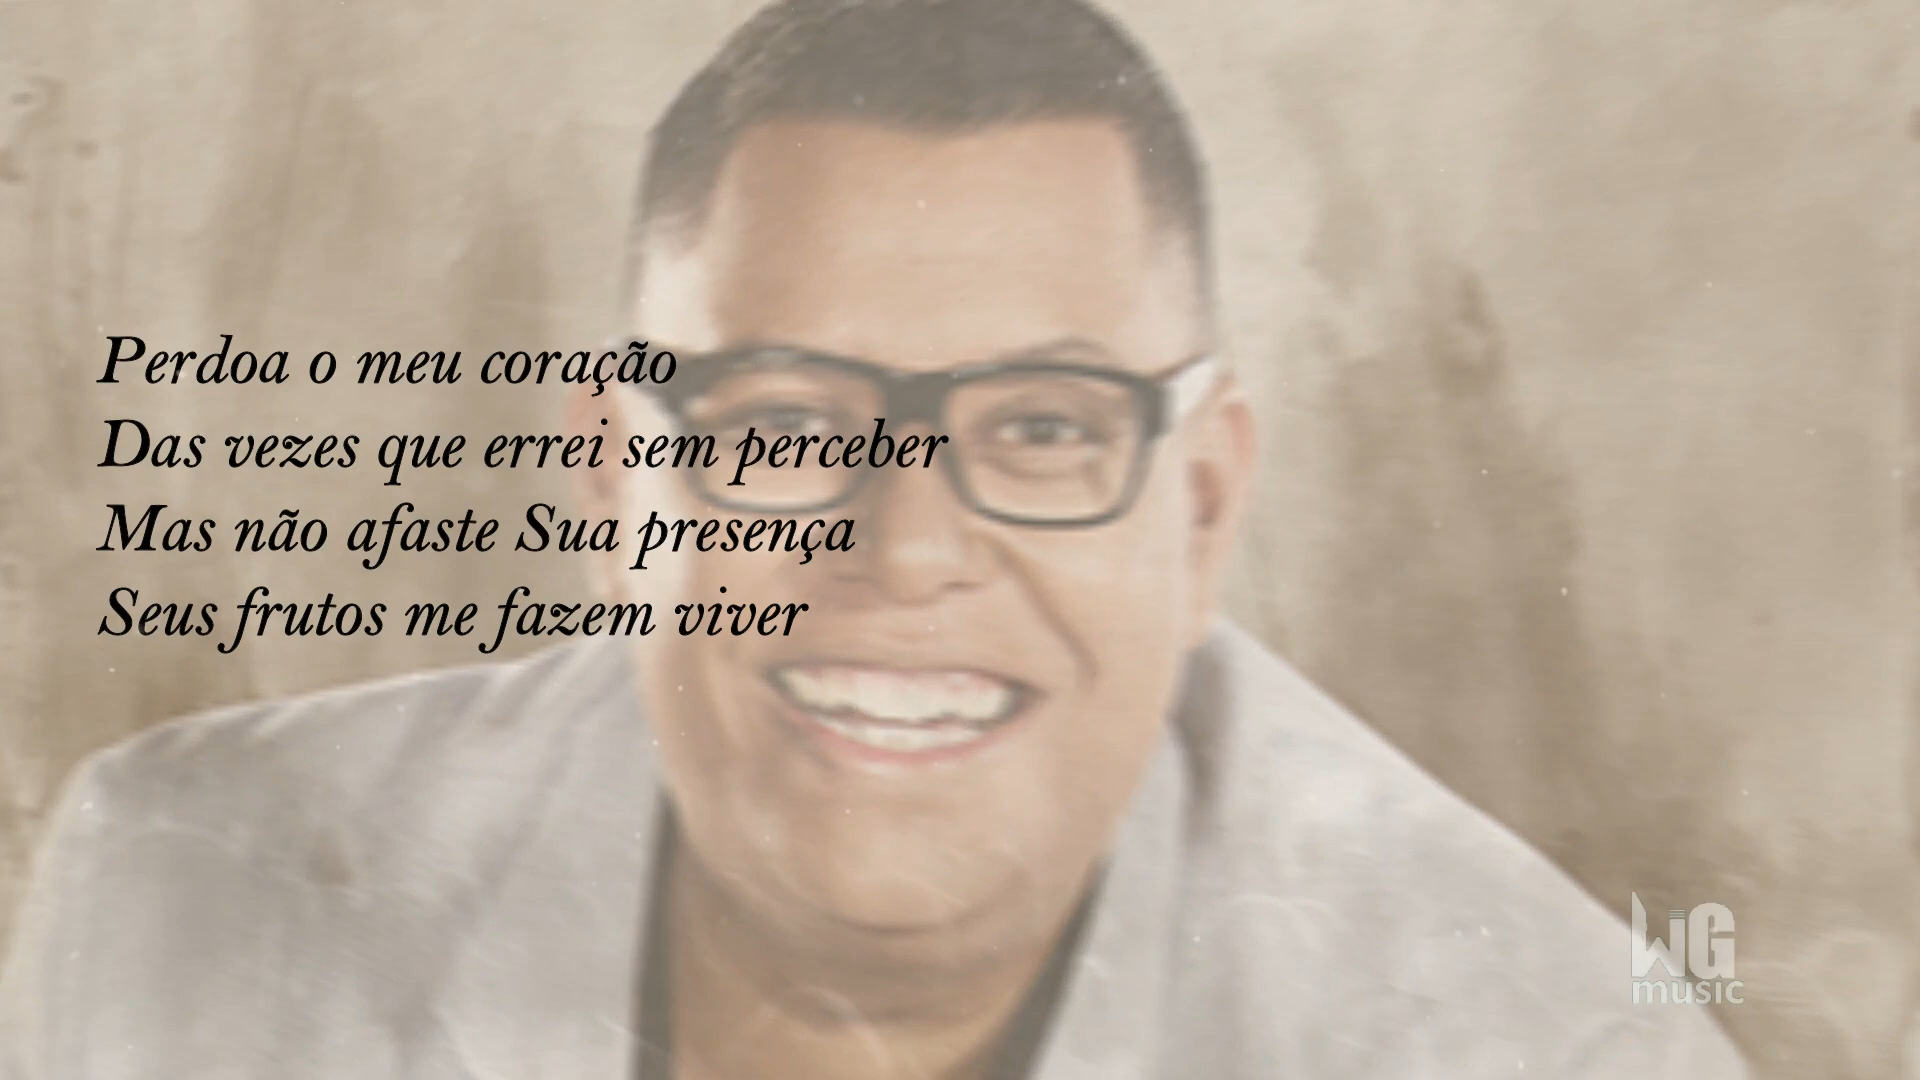 Perdoa o meu coração
Das vezes que errei sem perceber
Mas não afaste Sua presença
Seus frutos me fazem viver
WG
music